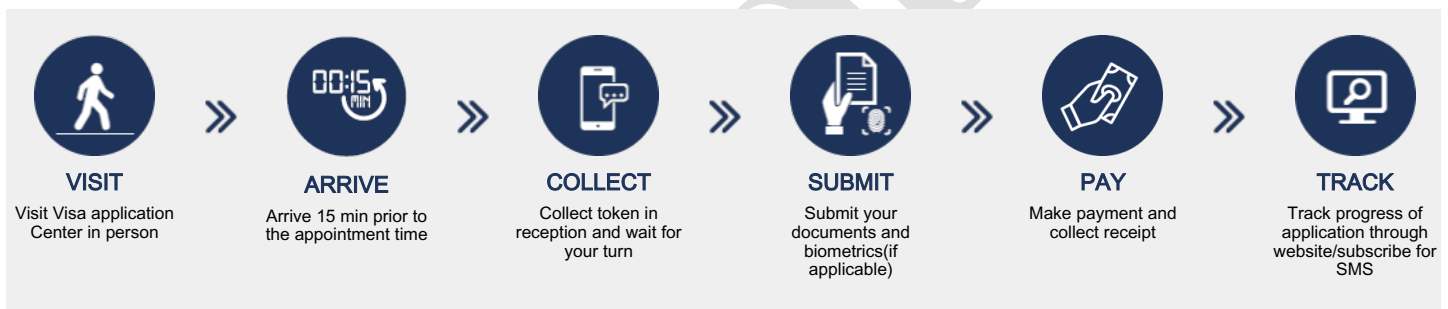 00:15
MIN
VISIT
Visit Visa application
Center in person
ARRIVE
Arrive 15 min prior to
the appointment time
COLLECT
Collect token in
reception and wait for
your turn
SUBMIT
Submit your
documents and
biometrics(if
applicable)
PAY
Make payment and
collect receipt
TRACK
Track progress of
application through
website/subscribe for
SMS